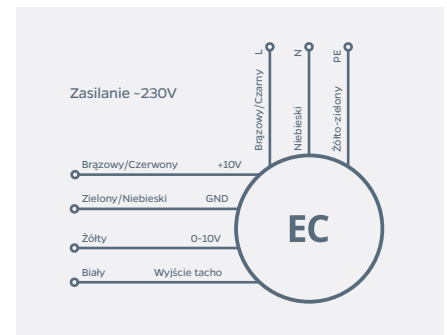 L
N
PE
Brązowy/Czarny
Niebieski
Żółto-zielony
Zasilanie ~230V
Brązowy/Czerwony +10V
Zielony/Niebieski GND
Żółty 0-10V
Biały Wyjście tacho
EC